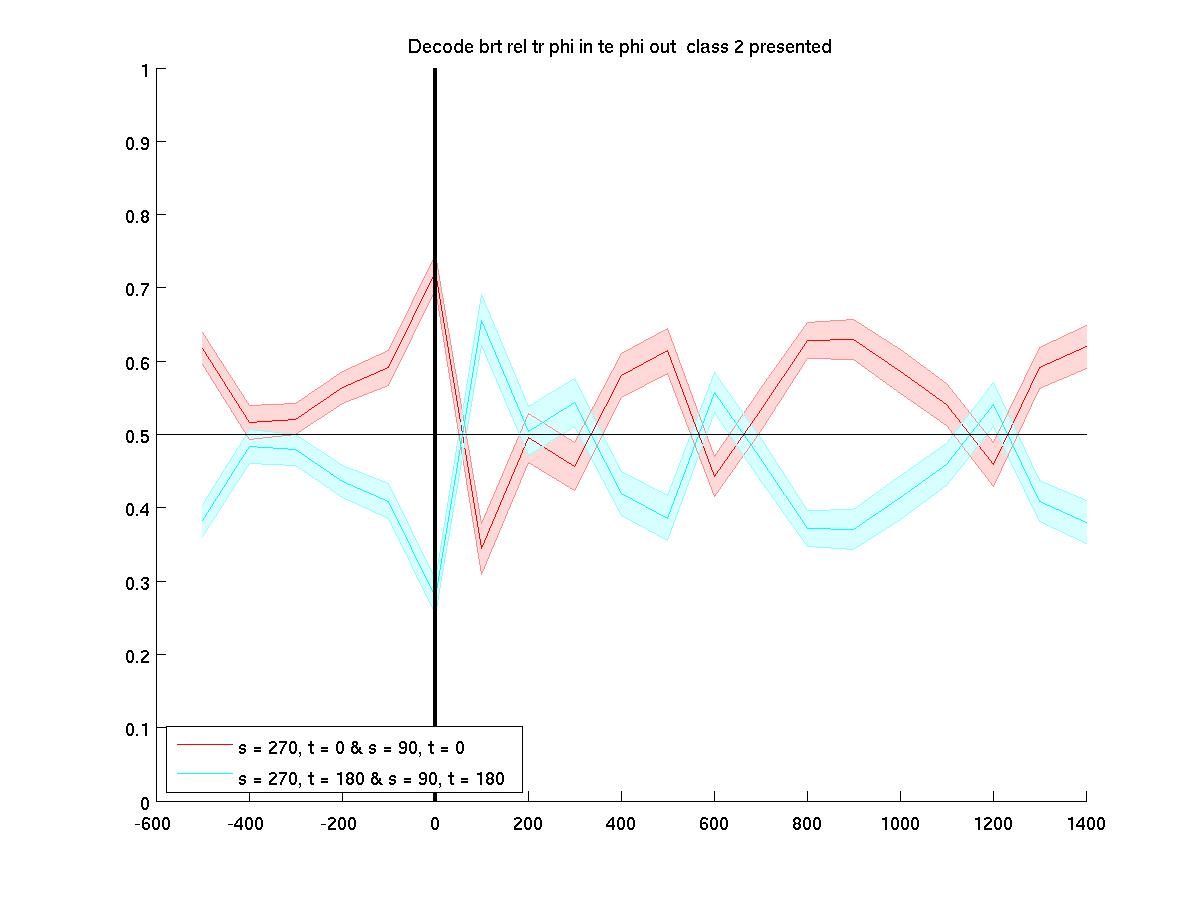 Decode brt rel tr phi in te phi out  class 2 presented
1
0.9
0.8
0.7
0.6
0.5
0.4
0.3
0.2
0.1
0
s = 270, t = 0 & s = 90, t = 0
s = 270, t = 180 & s = 90, t = 180
-600 -400 -200 0 200 400 600 800 1000 1200 1400